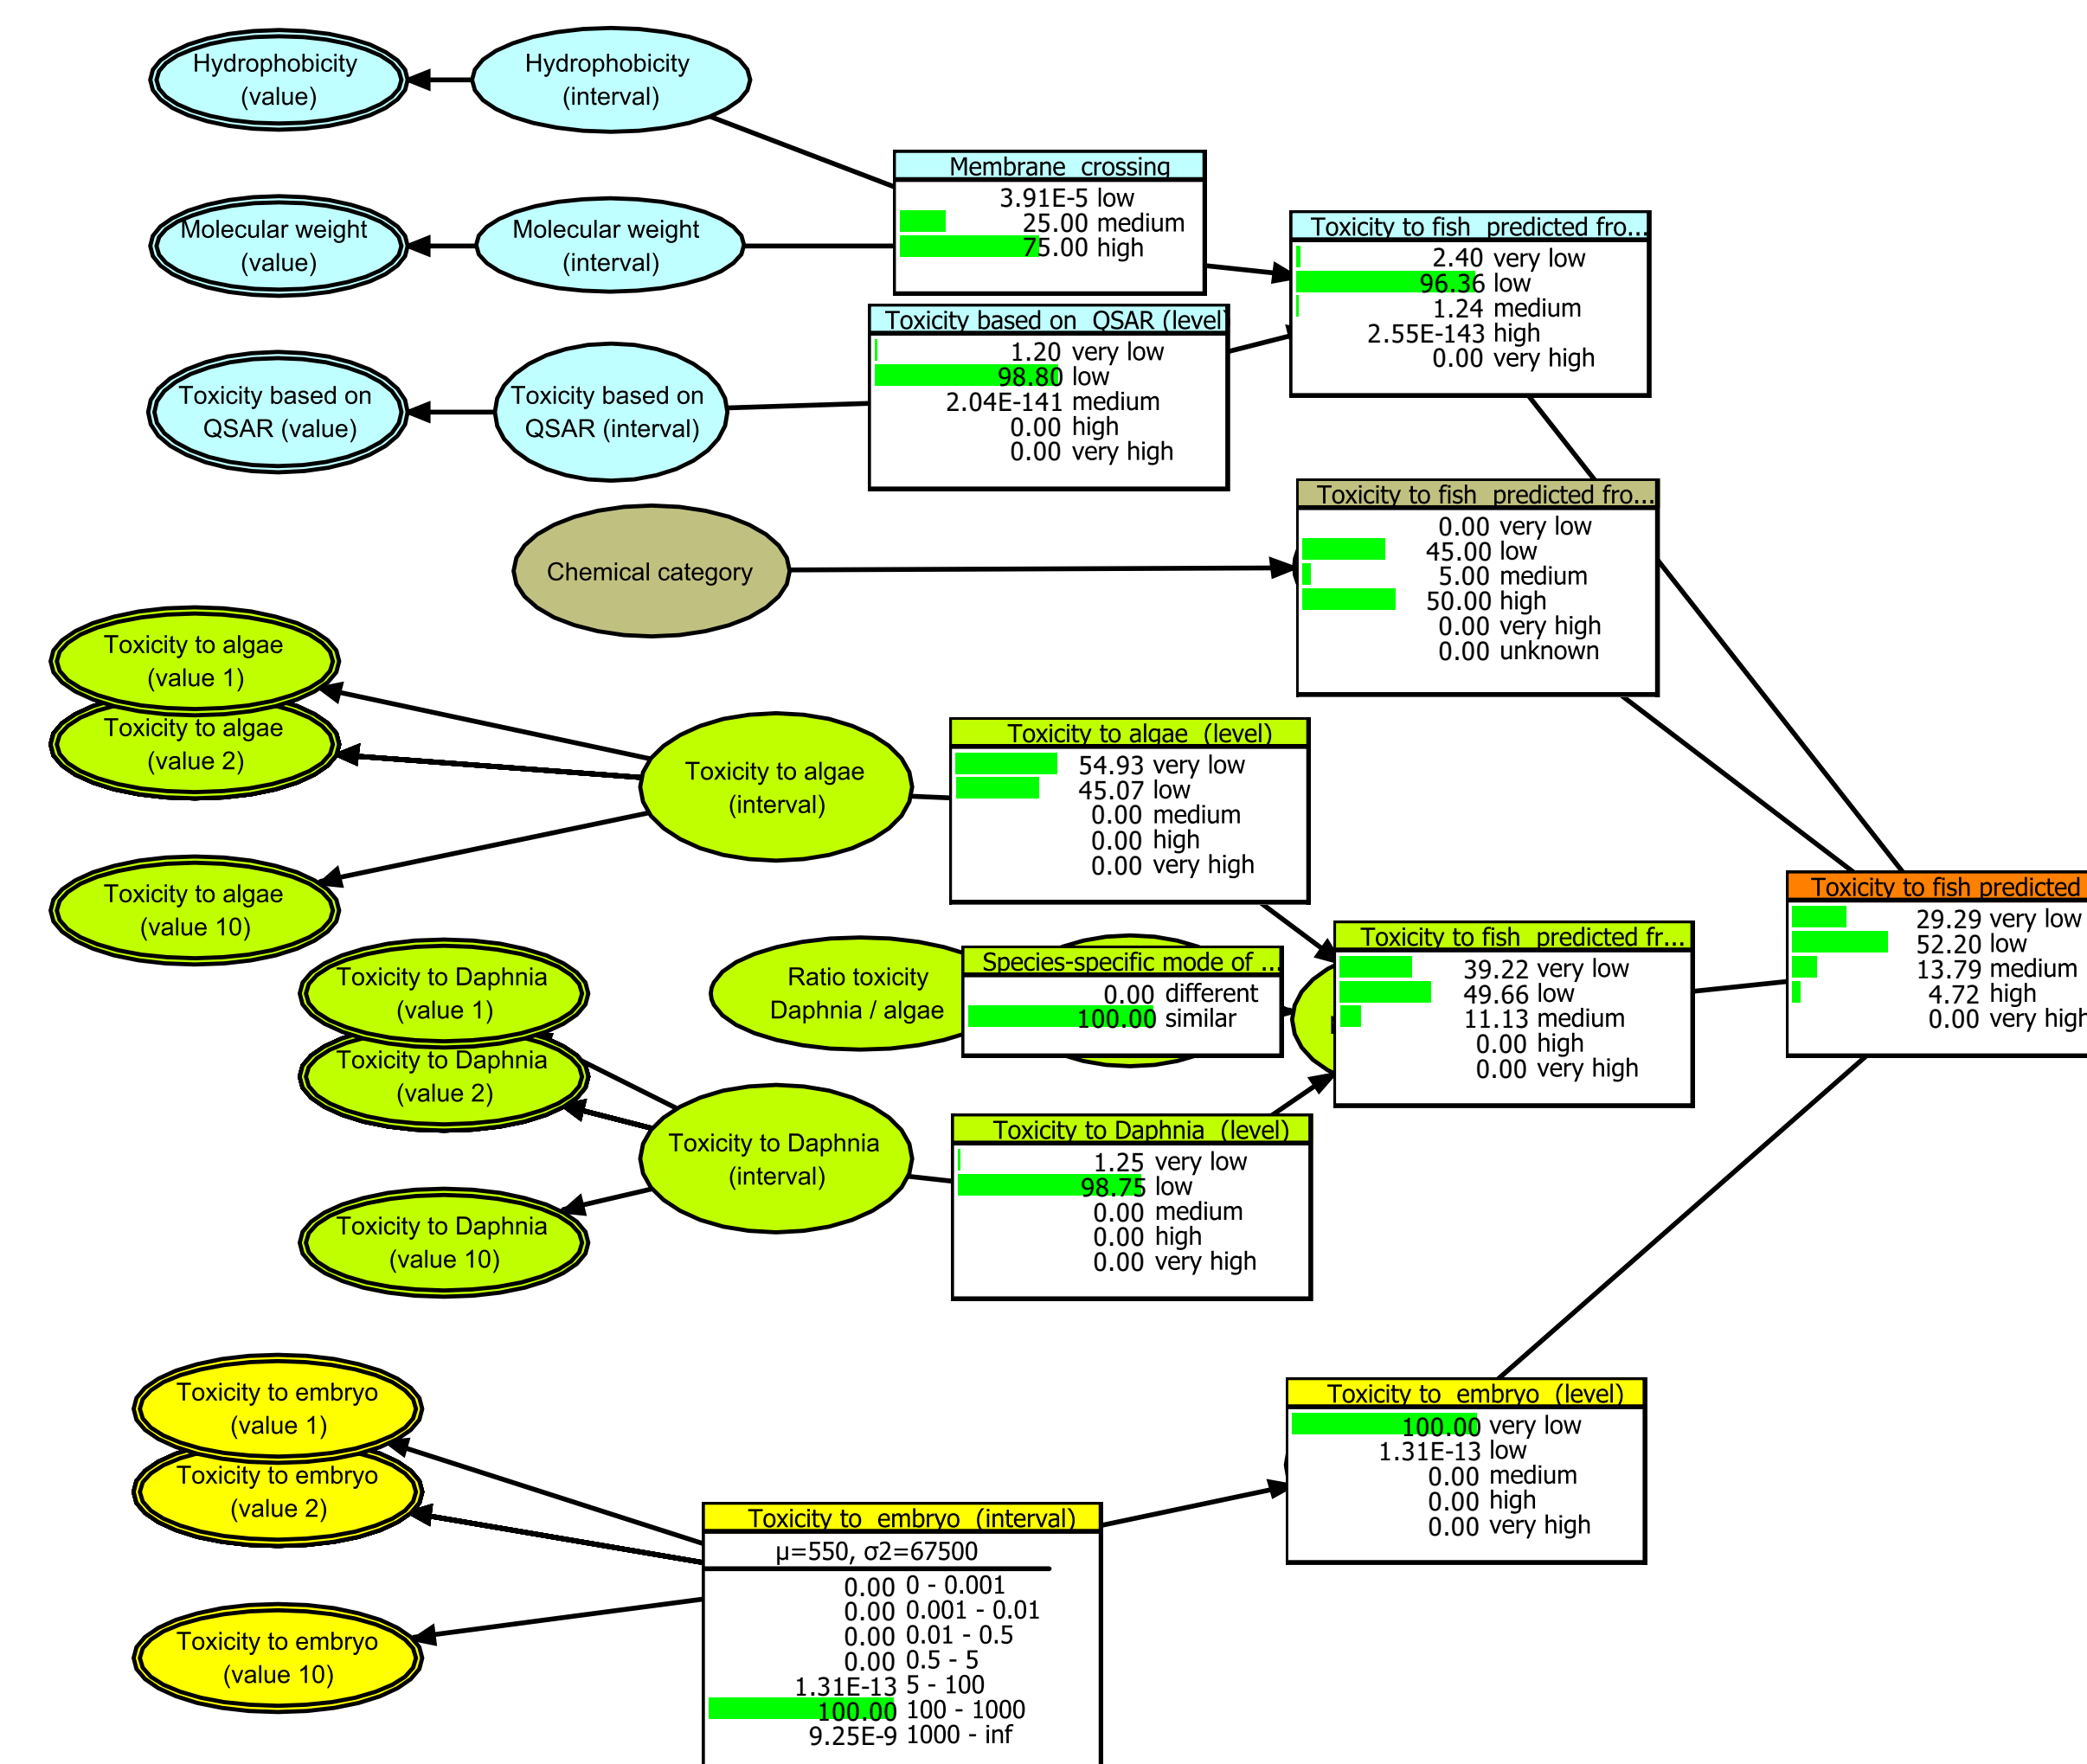 Hydrophobicity
(value)
Hydrophobicity
(interval)
Membrane crossing
3.91E-5 low
25.00 medium
75.00 high
Molecular weight
(value)
Molecular weight
(interval)
Toxicity to fish predicted fro...
2.40 very low
96.36 low
1.24 medium
2.55E-143 high
0.00 very high
Toxicity based on QSAR (level)
1.20 very low
98.80 low
2.04E-141 medium
0.00 high
0.00 very high
Toxicity based on
QSAR (value)
Toxicity based on
QSAR (interval)
Toxicity to fish predicted fro...
0.00 very low
45.00 low
5.00 medium
50.00 high
0.00 very high
0.00 unknown
Chemical category
Toxicity to algae
(value 1)
Toxicity to algae
(value 2)
Toxicity to algae
(value 10)
Toxicity to algae
(interval)
Toxicity to algae (level)
54.93 very low
45.07 low
0.00 medium
0.00 high
0.00 very high
Toxicity to fish predicted
29.29 very low
52.20 low
13.79 medium
4.72 high
0.00 very high
Toxicity to fish predicted fr...
39.22 very low
49.66 low
11.13 medium
0.00 high
0.00 very high
Ratio toxicity
Daphnia / algae
Species-specific mode of ...
0.00 different
100.00 similar
Toxicity to Daphnia
(value 1)
Toxicity to Daphnia
(value 2)
Toxicity to Daphnia
(value 10)
Toxicity to Daphnia
(interval)
Toxicity to Daphnia (level)
1.25 very low
98.75 low
0.00 medium
0.00 high
0.00 very high
Toxicity to embryo
(value 1)
Toxicity to embryo
(value 2)
Toxicity to embryo
(value 10)
Toxicity to embryo (level)
100.00 very low
1.31E-13 low
0.00 medium
0.00 high
0.00 very high
Toxicity to embryo (interval)
µ=550, σ2=67500
0.00 0 - 0.001
0.00 0.001 - 0.01
0.00 0.01 - 0.5
0.00 0.5 - 5
1.31E-13 5 - 100
100.00 100 - 1000
9.25E-9 1000 - inf